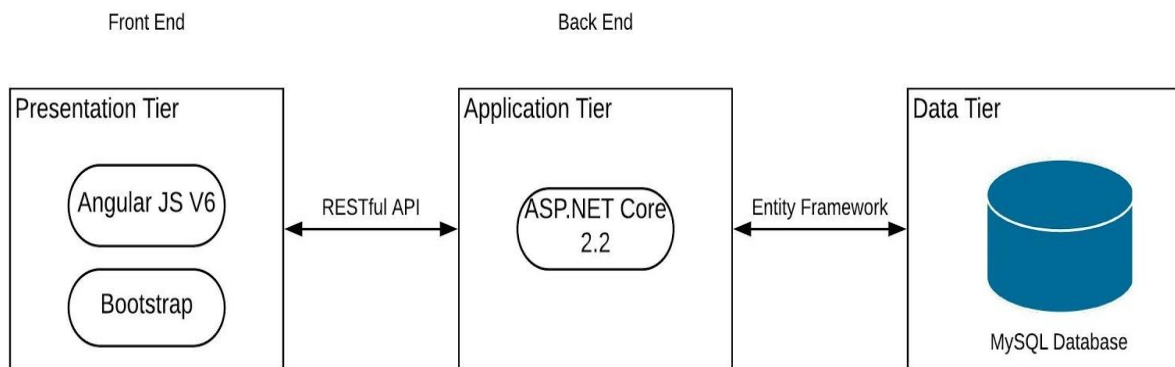 Front End
Back End
Presentation Tier
Angular JS V6
Bootstrap
RESTful API
Application Tier
ASP.NET Core
2.2
Entity Framework
Data Tier
MySQL Database